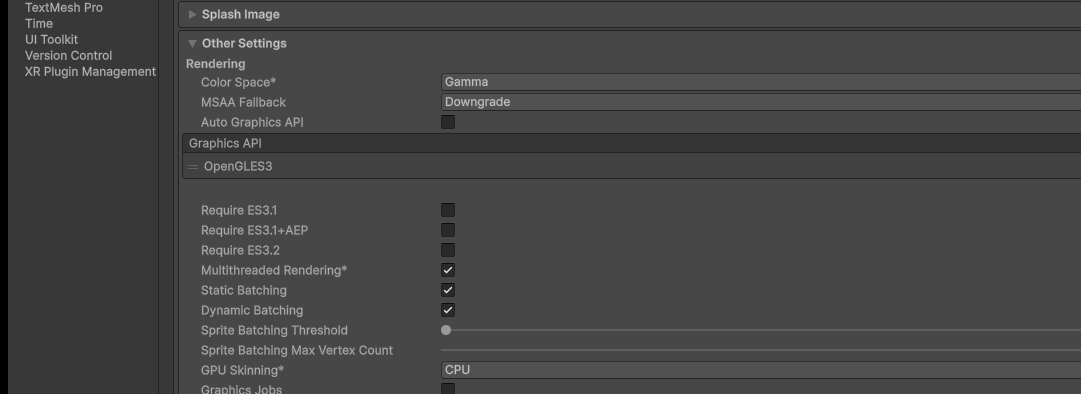 TextMesh Pro
Time
UI Toolkit
Version Control
XR Plugin Management
Splash Image
Other Settings
Rendering
Color Space* Gamma
MSAA Fallback Downgrade
Auto Graphics API
Graphics API
OpenGLES3
Require ES3.1
Require ES3.1+AEP
Require ES3.2
Multithreaded Rendering*
Static Batching
Dynamic Batching
Sprite Batching Threshold
Sprite Batching Max Vertex Count
GPU Skinning* CPU
Graphics Jobs